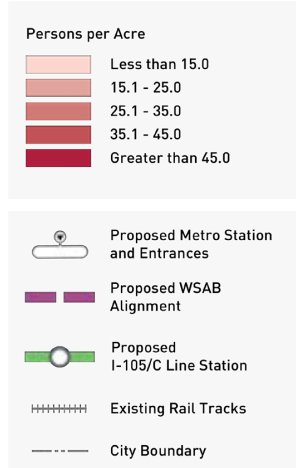 Persons per Acre
Less than 15.0
15.1 - 25.0
25.1 - 35.0
35.1 - 45.0
Greater than 45.0
Proposed Metro Station
and Entrances
Proposed WSAB
Alignment
Proposed
I-105/C Line Station
Existing Rail Tracks
City Boundary